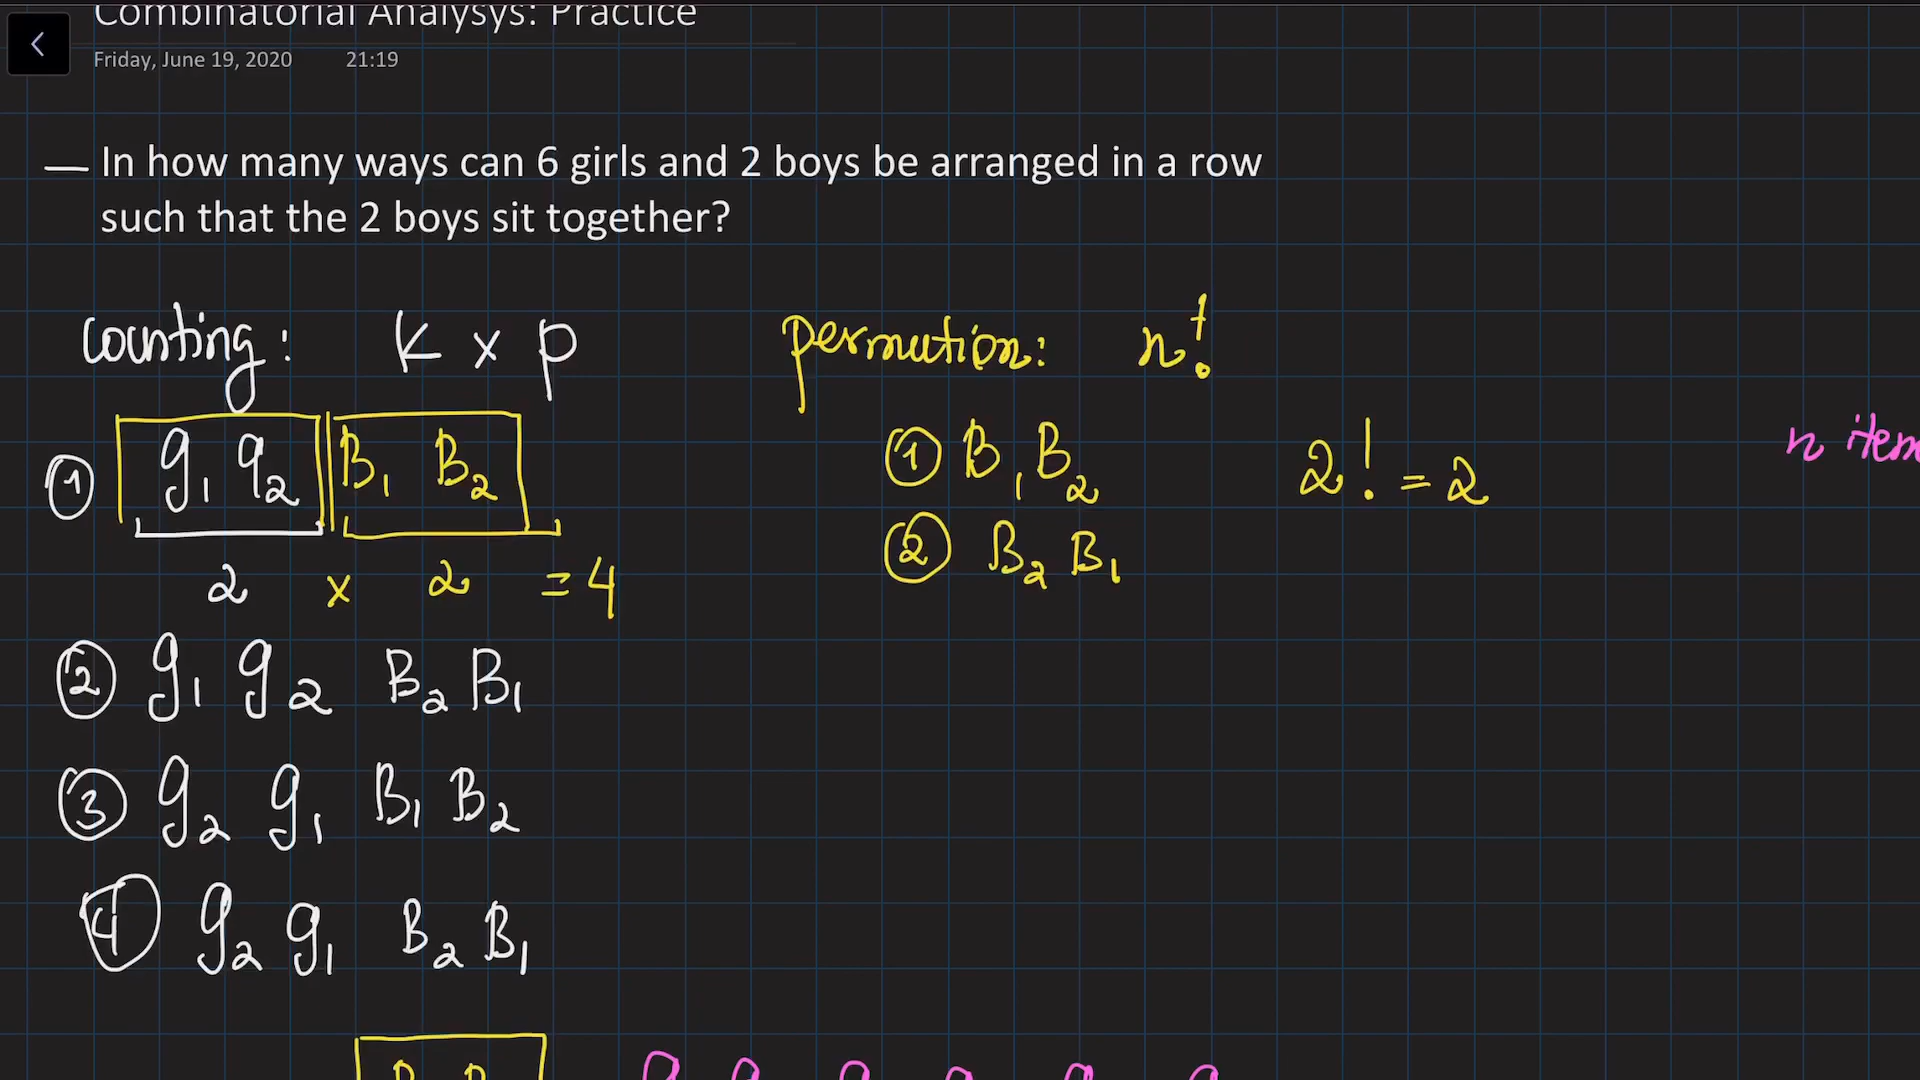 Combinatorial Analysys: Practice
Friday, June 19, 2020 21:19
— In how many ways can 6 girls and 2 boys be arranged in a row
such that the 2 boys sit together?
Counting: k x p
permution: n!
① g1 g2 B1 B2
2 x 2 = 4
② g1 g2 B2 B1
③ g2 g1 B1 B2
④ g2 g1 B2 B1
① B1 B2 2! = 2
② B2 B1
n item